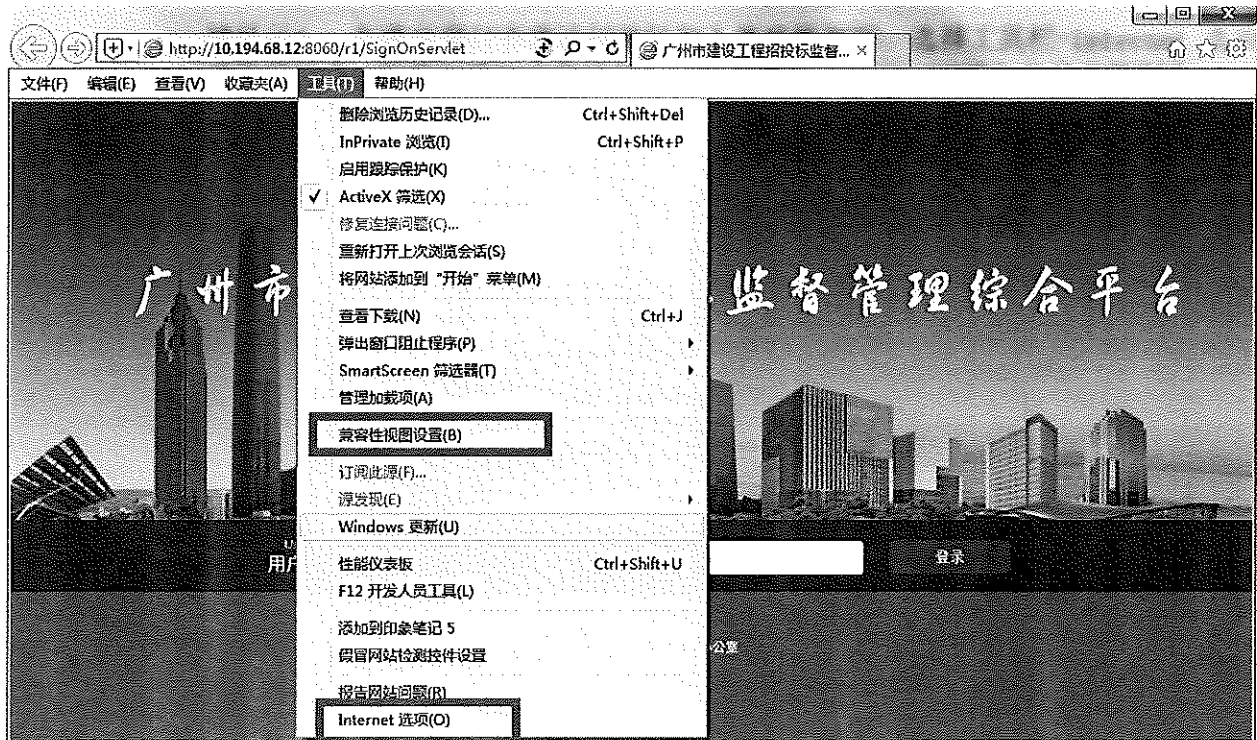 http://10.194.68.12:8060/r1/SignOnServlet
广州市建设工程招投标监督...
文件(F) 编辑(E) 查看(V) 收藏夹(A) 工具(T) 帮助(H)
删除浏览历史记录(D)... Ctrl+Shift+Del
InPrivate 浏览(I) Ctrl+Shift+P
启用跟踪保护(K)
ActiveX 筛选(X)
修复连接问题(C)...
重新打开上次浏览会话(S)
将网站添加到“开始”菜单(M)
广州市 监督管理综合平台
查看下载(N) Ctrl+J
弹出窗口阻止程序(P)
SmartScreen 筛选器(T)
管理加载项(A)
兼容性视图设置(B)
订阅此源(F)...
源发现(E)
Windows 更新(U)
用户
性能仪表板 Ctrl+Shift+U
登录
F12 开发人员工具(L)
添加到印象笔记 5
假冒网站检测控件设置
公室
报告网站问题(R)
Internet 选项(O)